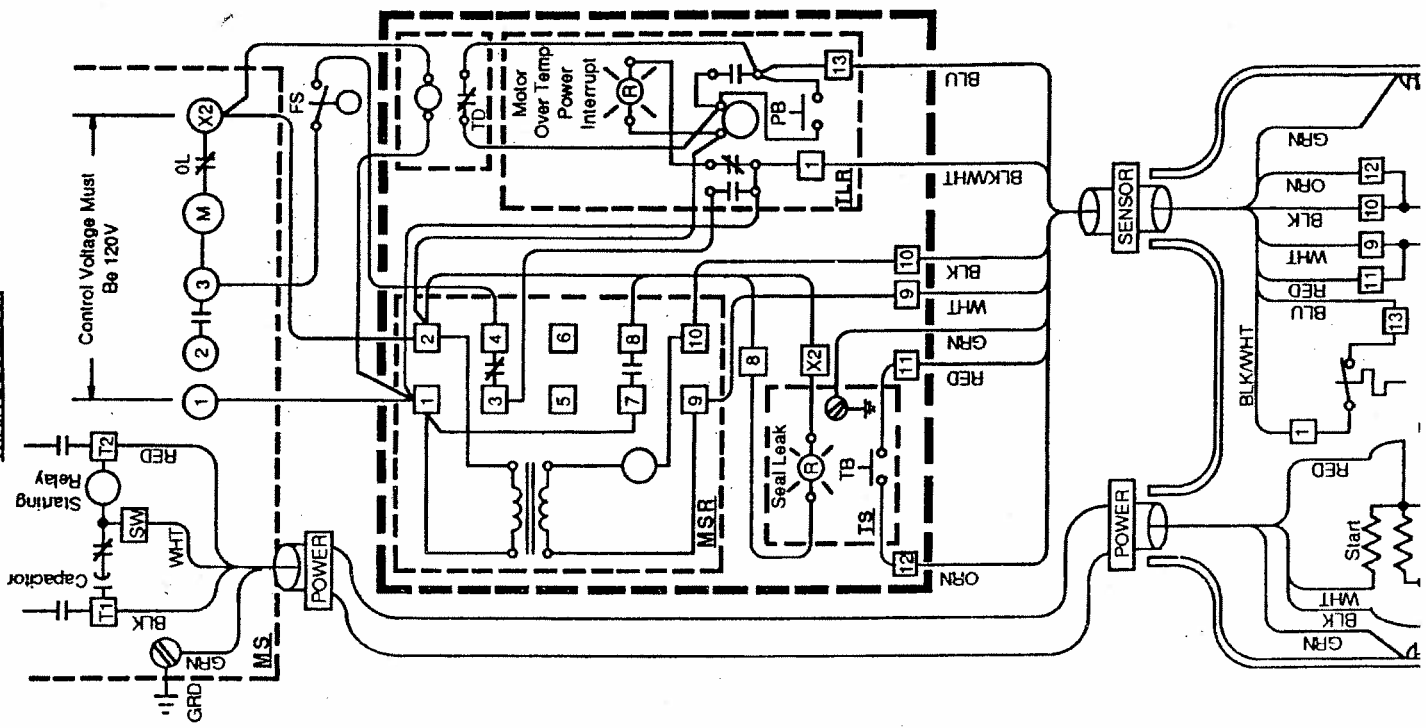 Control Voltage Must
Be 120V
1
2
3
M
OL
X2
FS
Capacitor
Starting
Relay
T1
SW
T2
BLK
WHT
RED
GRN
GRD
MS
POWER
TD
Motor
Over Temp
Power
Interrupt
R
PB
13
1
TLR
1
2
3
4
5
6
7
8
9
10
MSR
8
X2
Seal Leak
R
TB
TS
12
11
9
10
ORN
RED
GRN
WHT
BLK
BLK/WHT
BLU
SENSOR
POWER
GRN
ORN
BLK
WHT
RED
BLU
BLK/WHT
12
10
9
11
13
1
RED
Start
WHT
BLK
GRN